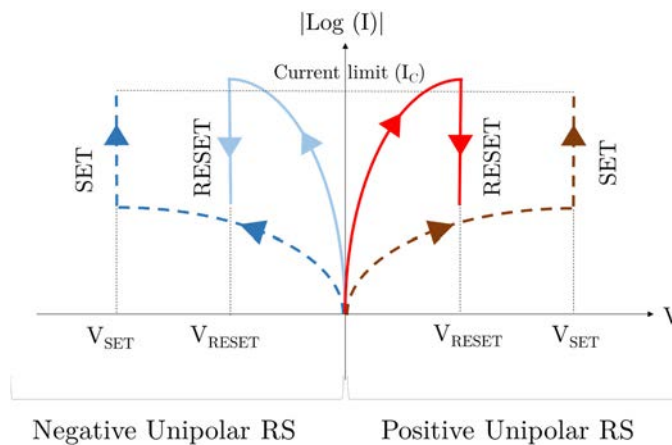 |Log (I)|
Current limit (I_C)
SET
RESET
RESET
SET
V_SET
V_RESET
V_RESET
V_SET
V
Negative Unipolar RS
Positive Unipolar RS